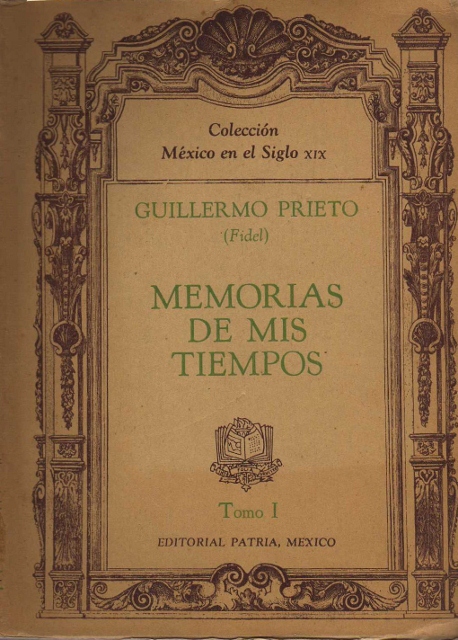 Colección
México en el Siglo XIX
GUILLERMO PRIETO
(Fidel)
MEMORIAS
DE MIS
TIEMPOS
Tomo I
EDITORIAL PATRIA, MEXICO